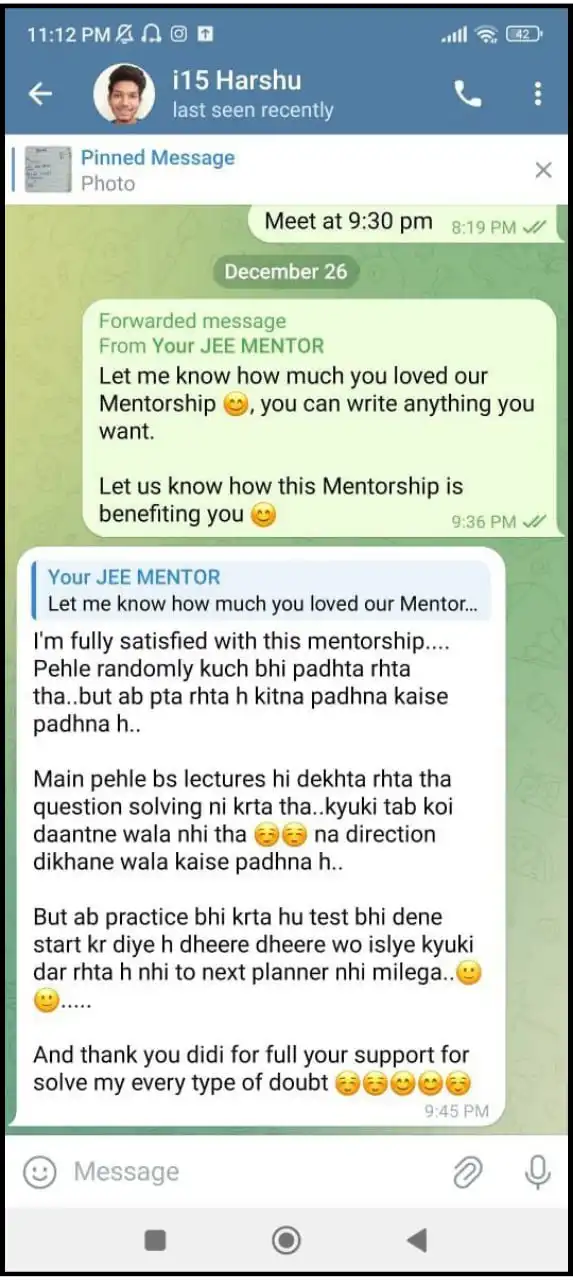 11:12 PM
42
i15 Harshu
last seen recently
Pinned Message
Photo
Meet at 9:30 pm 8:19 PM
December 26
Forwarded message
From Your JEE MENTOR
Let me know how much you loved our
Mentorship 😊, you can write anything you
want.
Let us know how this Mentorship is
benefiting you 😊
9:36 PM
Your JEE MENTOR
Let me know how much you loved our Mentor...
I'm fully satisfied with this mentorship....
Pehle randomly kuch bhi padhta rhta
tha..but ab pta rhta h kitna padhna kaise
padhna h..
Main pehle bs lectures hi dekhta rhta tha
question solving ni krta tha..kyuki tab koi
daantne wala nhi tha ☺️☺️ na direction
dikhane wala kaise padhna h..
But ab practice bhi krta hu test bhi dene
start kr diye h dheere dheere wo islye kyuki
dar rhta h nhi to next planner nhi milega..🙂
🙂.....
And thank you didi for full your support for
solve my every type of doubt ☺️☺️😊😊☺️
9:45 PM
Message